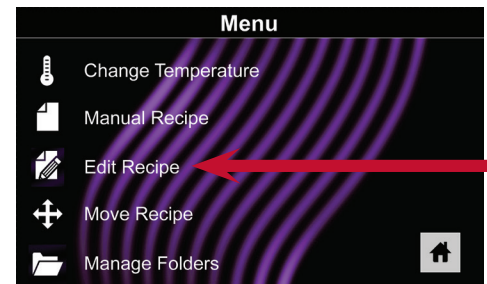 Menu
Change Temperature
Manual Recipe
Edit Recipe
Move Recipe
Manage Folders